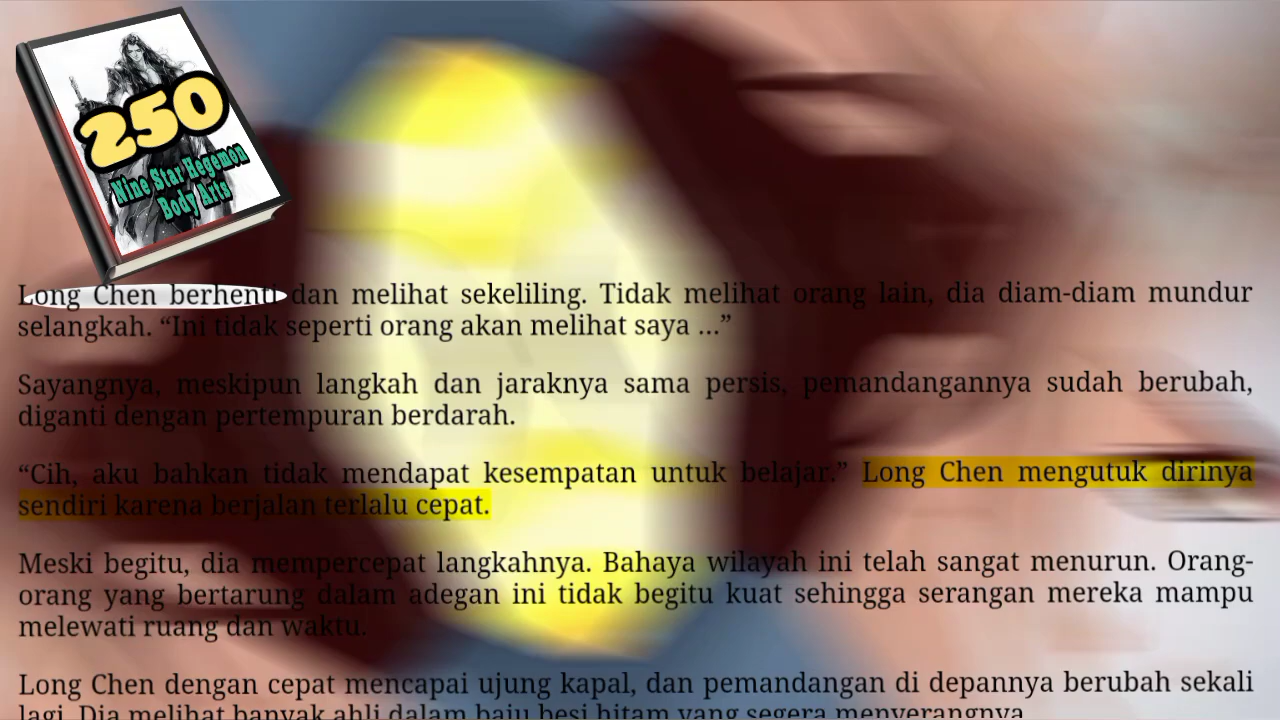 250
Nine Star Hegemon
Body Arts
Long Chen berhenti dan melihat sekeliling. Tidak melihat orang lain, dia diam-diam mundur
selangkah. “Ini tidak seperti orang akan melihat saya ...”
Sayangnya, meskipun langkah dan jaraknya sama persis, pemandangannya sudah berubah,
diganti dengan pertempuran berdarah.
“Cih, aku bahkan tidak mendapat kesempatan untuk belajar.” Long Chen mengutuk dirinya
sendiri karena berjalan terlalu cepat.
Meski begitu, dia mempercepat langkahnya. Bahaya wilayah ini telah sangat menurun. Orang-
orang yang bertarung dalam adegan ini tidak begitu kuat sehingga serangan mereka mampu
melewati ruang dan waktu.
Long Chen dengan cepat mencapai ujung kapal, dan pemandangan di depannya berubah sekali
lagi. Dia melihat banyak ahli dalam baju besi hitam yang segera menyerangnya.